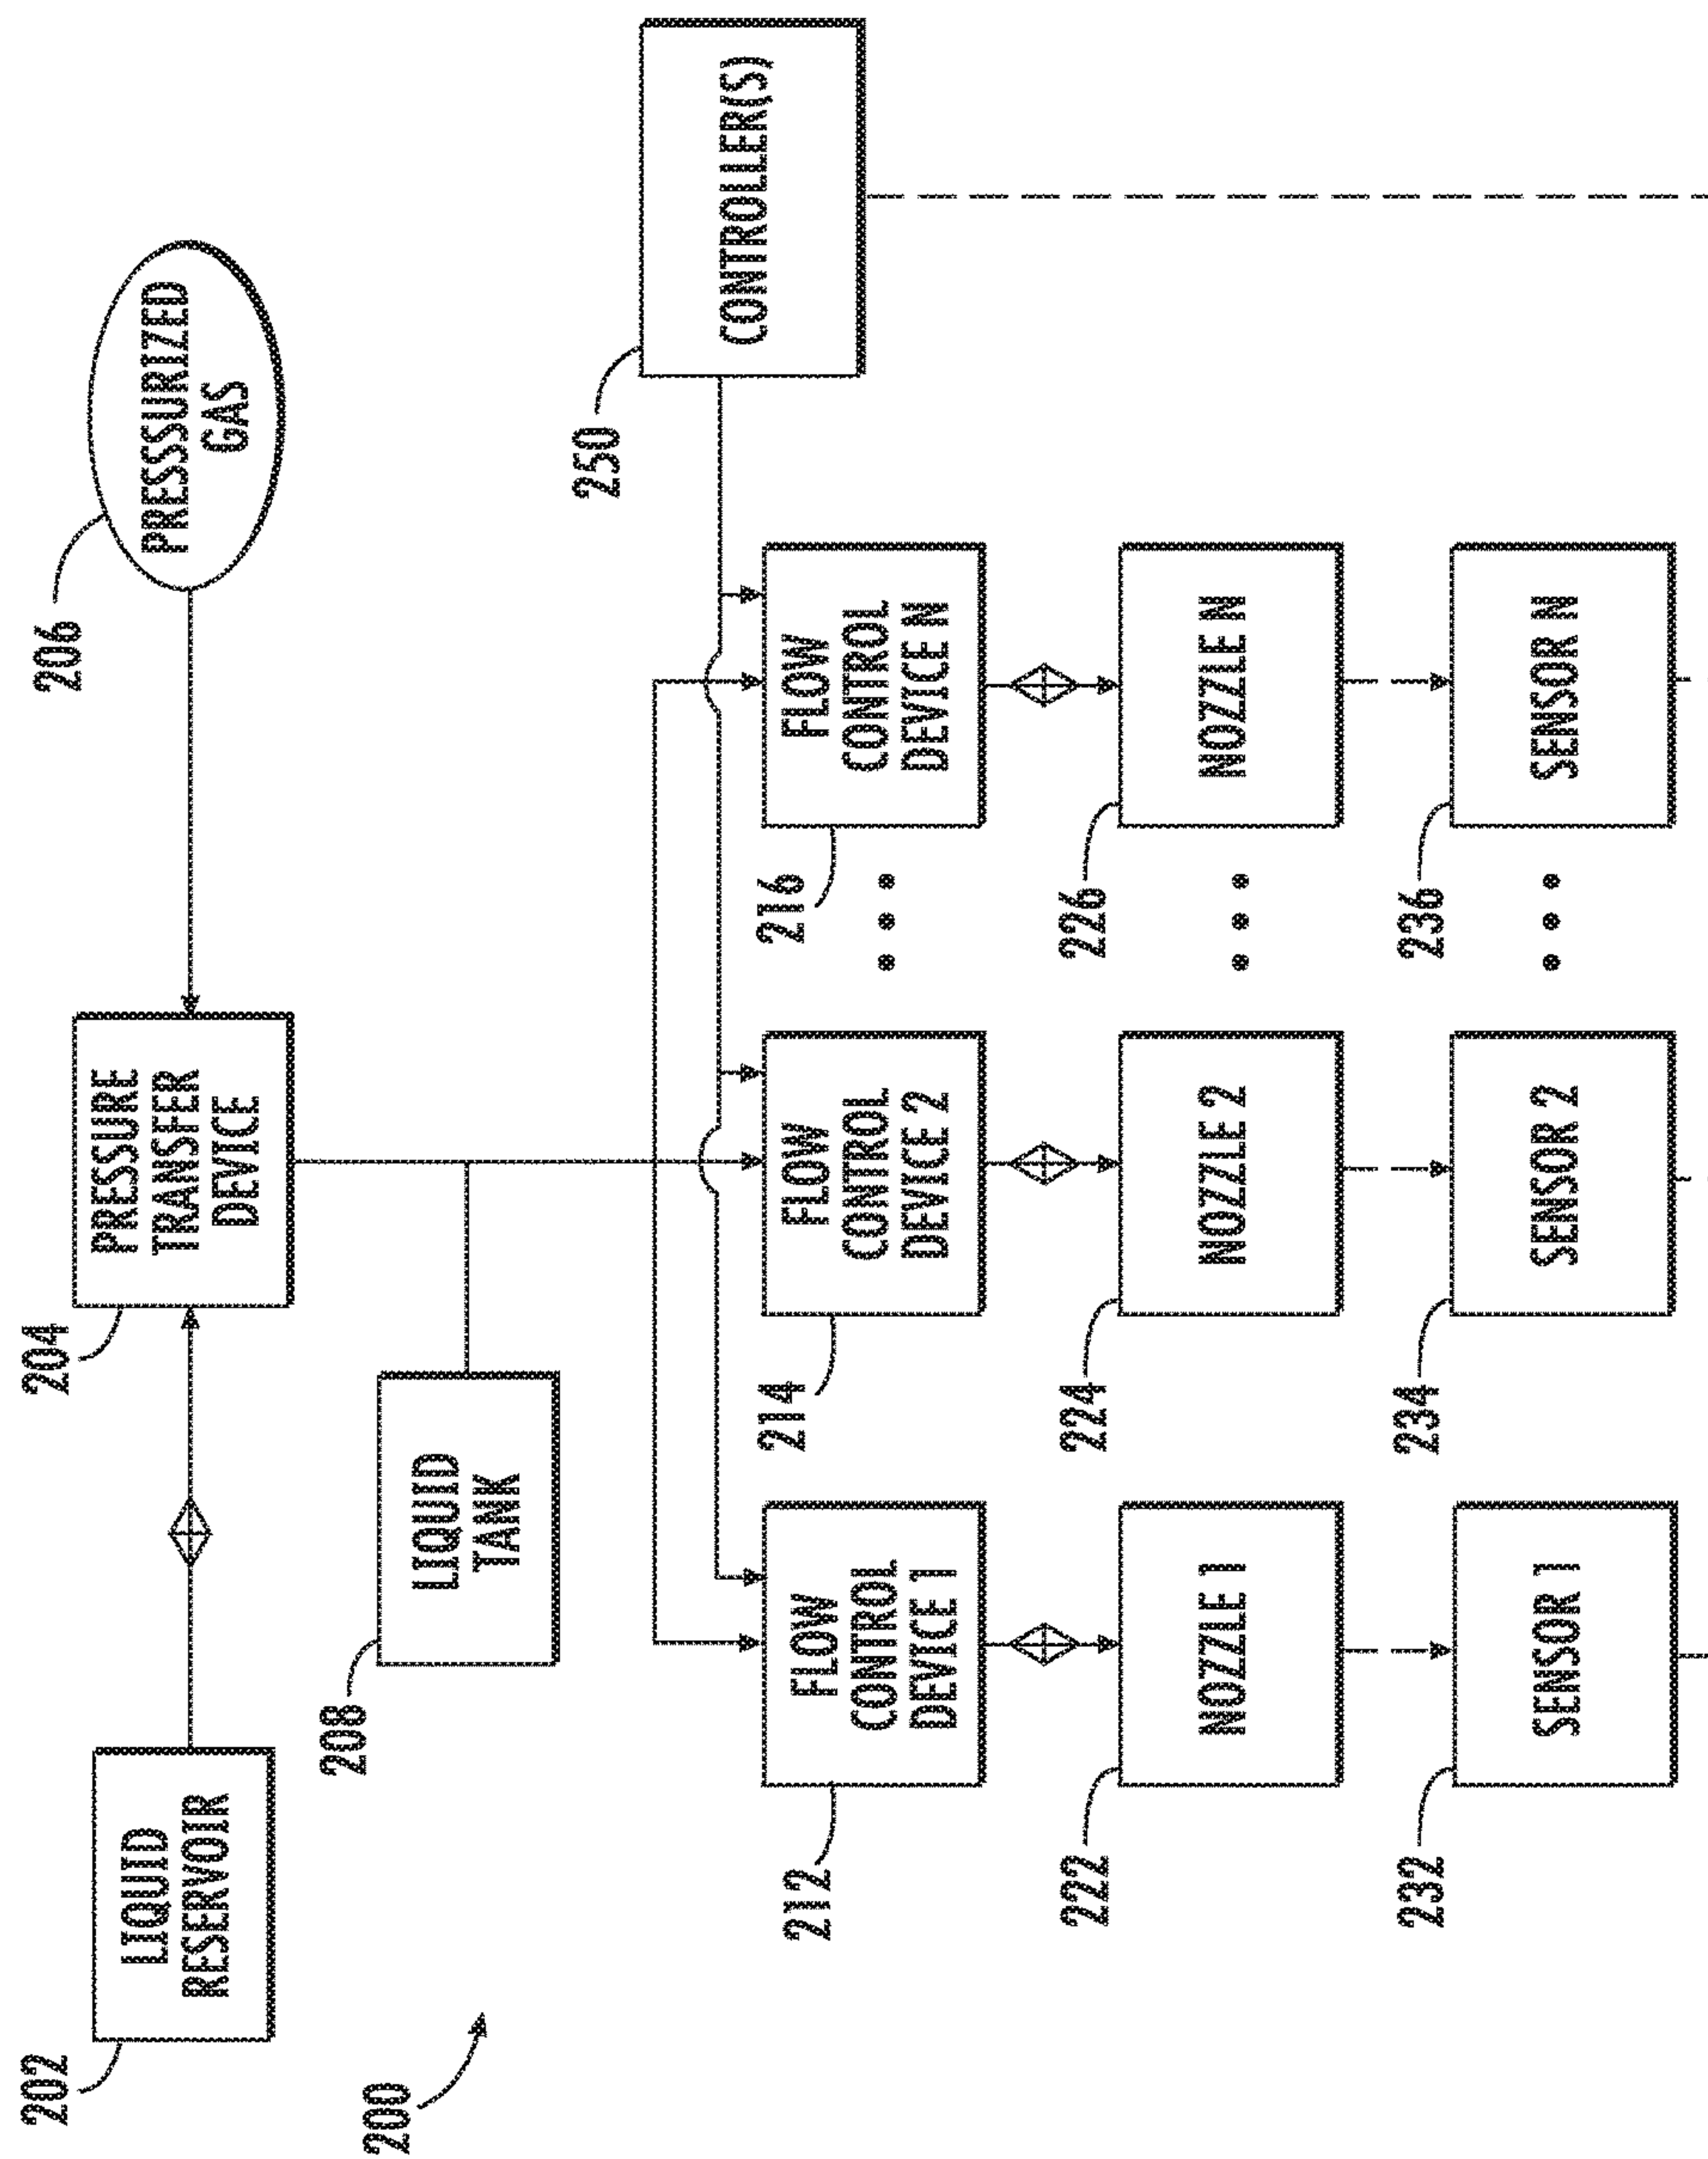 202
LIQUID
RESERVOIR
204
PRESSURE
TRANSFER
DEVICE
206
PRESSSURIZED
GAS
200
208
LIQUID
TANK
250
CONTROLLER(S)
212
FLOW
CONTROL
DEVICE 1
214
FLOW
CONTROL
DEVICE 2
216
FLOW
CONTROL
DEVICE N
222
NOZZLE 1
224
NOZZLE 2
226
NOZZLE N
232
SENSOR 1
234
SENSOR 2
236
SENSOR N